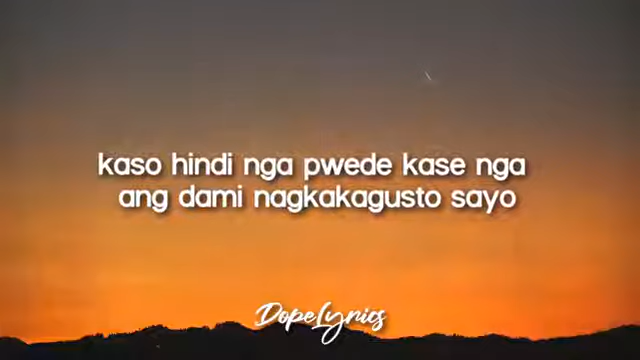 kaso hindi nga pwede kase nga
ang dami nagkakagusto sayo
DopeLyrics